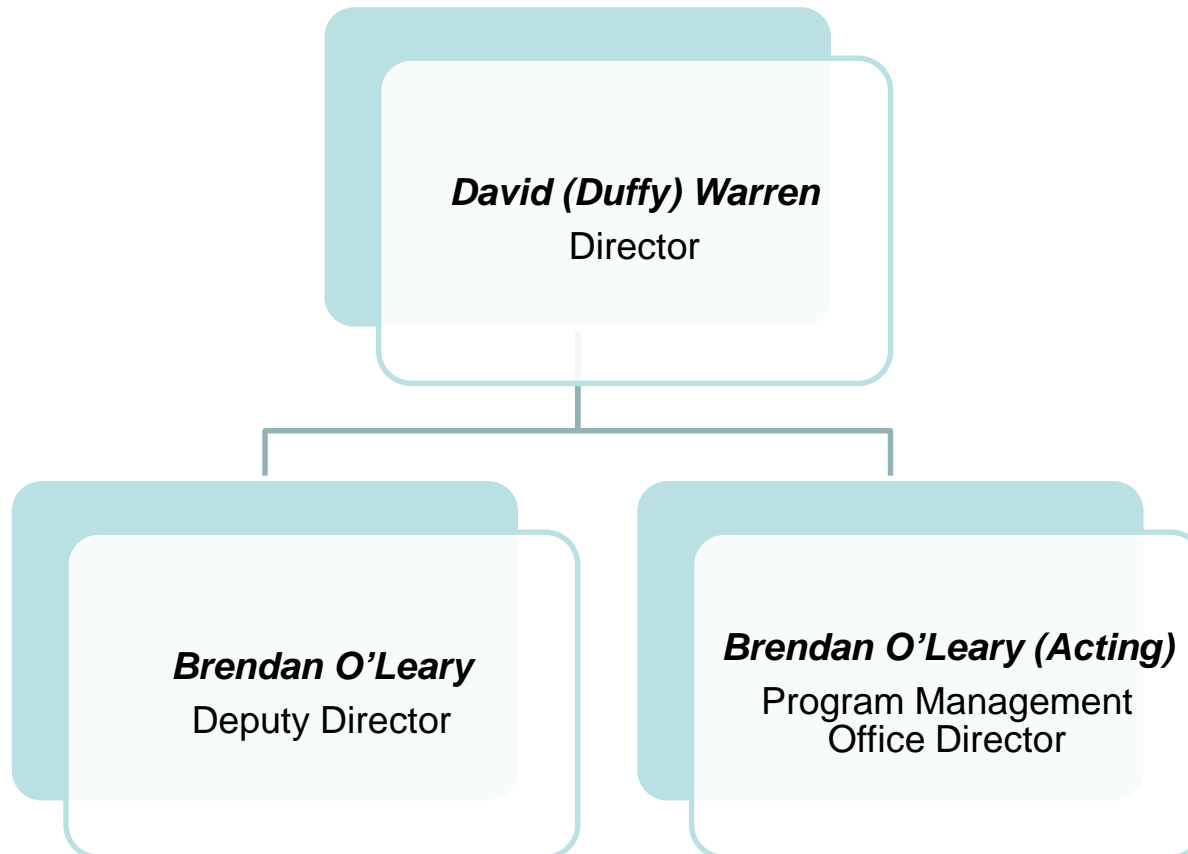 David (Duffy) Warren
Director
Brendan O’Leary
Deputy Director
Brendan O’Leary (Acting)
Program Management
Office Director